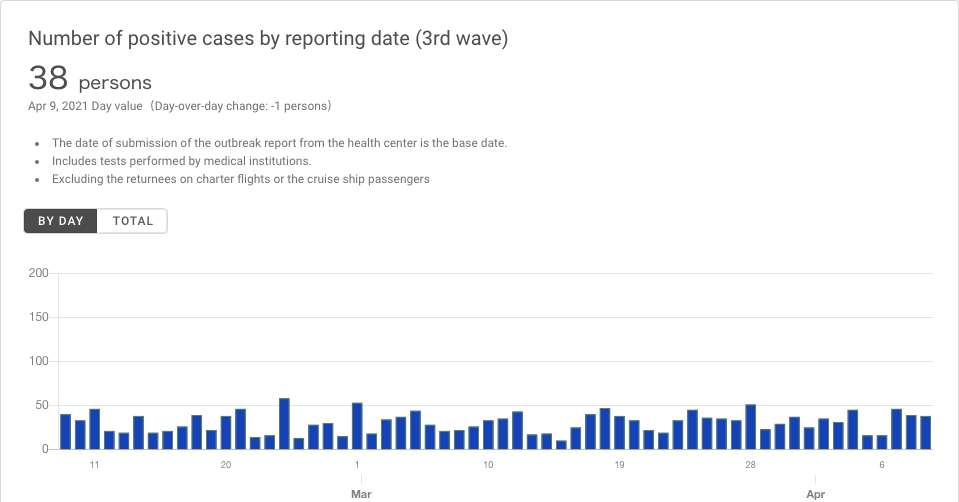 Number of positive cases by reporting date (3rd wave)
38 persons
Apr 9, 2021 Day value（Day-over-day change: -1 persons）
• The date of submission of the outbreak report from the health center is the base date.
• Includes tests performed by medical institutions.
• Excluding the returnees on charter flights or the cruise ship passengers
BY DAY TOTAL
200
150
100
50
0
11 20 1 10 19 28 6
Mar Apr